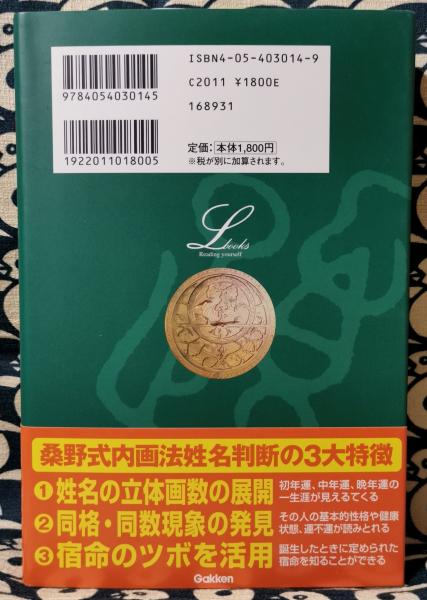 ISBN4-05-403014-9
C2011 ¥1800E
168931
9784054030145
1922011018005
定価：本体1,800円
※税が別に加算されます。
L books
Reading yourself
桑野式内画法姓名判断の3大特徴
①姓名の立体画数の展開
初年運、中年運、晩年運の
一生涯が見えるてくる
②同格・同数現象の発見
その人の基本的性格や健康
状態、運不運が読みとれる
③宿命のツボを活用
誕生したときに定められた
宿命を知ることができる
Gakken